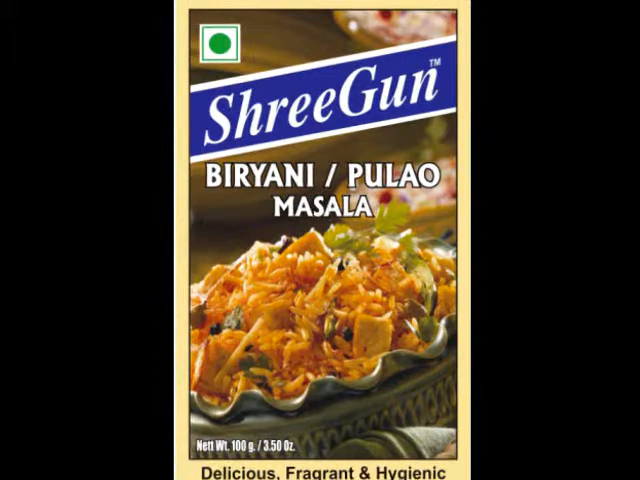 ShreeGun™
BIRYANI / PULAO
MASALA
Nett Wt. 100 g. / 3.50 Oz.
Delicious, Fragrant & Hygienic